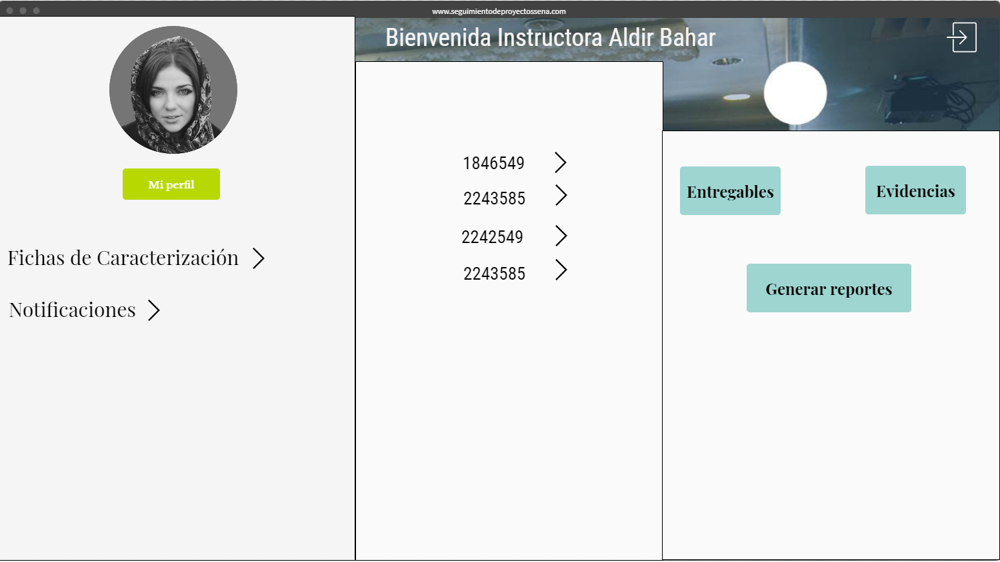 www.seguimientodeproyectossena.com
Bienvenida Instructora Aldir Bahar
Mi perfil
Fichas de Caracterización
Notificaciones
1846549
2243585
2242549
2243585
Entregables
Evidencias
Generar reportes